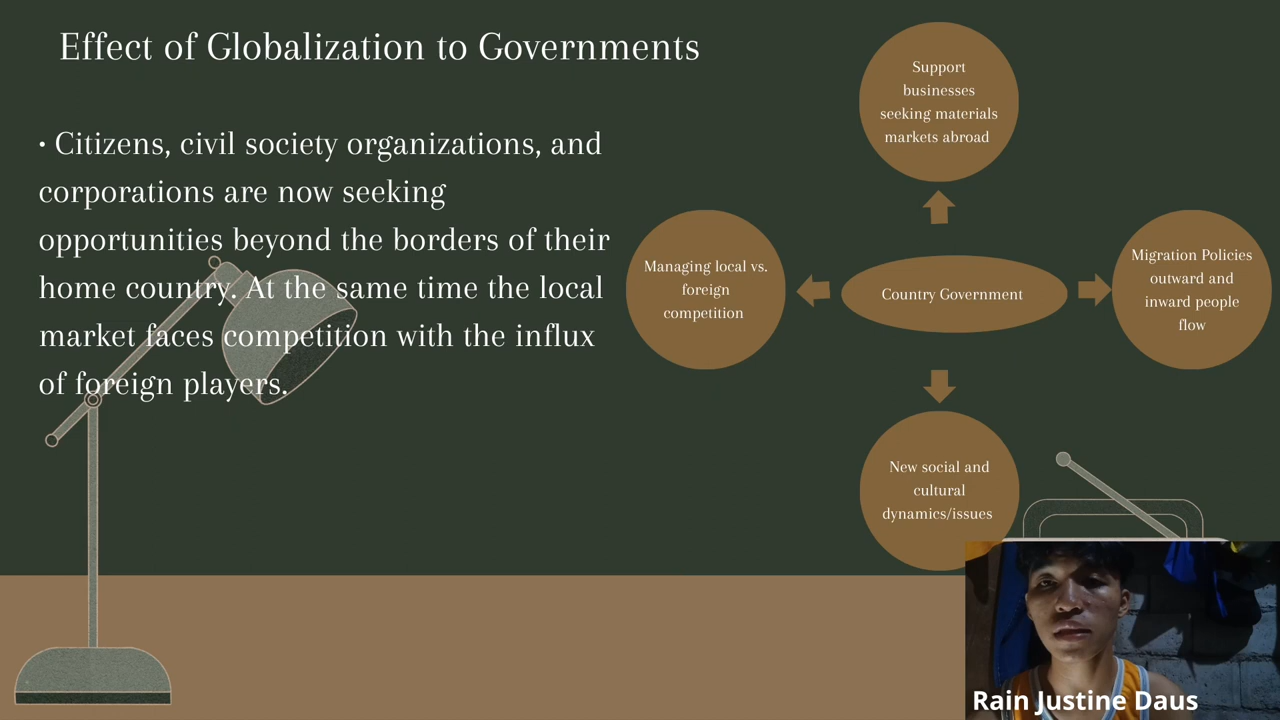 Effect of Globalization to Governments
• Citizens, civil society organizations, and
corporations are now seeking
opportunities beyond the borders of their
home country. At the same time the local
market faces competition with the influx
of foreign players.
Support
businesses
seeking materials
markets abroad
Managing local vs.
foreign
competition
Country Government
Migration Policies
outward and
inward people
flow
New social and
cultural
dynamics/issues
Rain Justine Daus